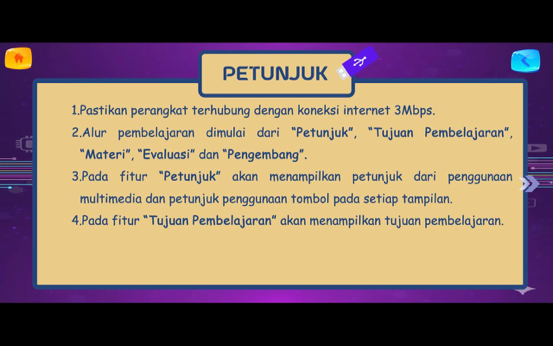 PETUNJUK
1.Pastikan perangkat terhubung dengan koneksi internet 3Mbps.
2.Alur pembelajaran dimulai dari “Petunjuk”, “Tujuan Pembelajaran”,
“Materi”, “Evaluasi” dan “Pengembang”.
3.Pada fitur “Petunjuk” akan menampilkan petunjuk dari penggunaan
multimedia dan petunjuk penggunaan tombol pada setiap tampilan.
4.Pada fitur “Tujuan Pembelajaran” akan menampilkan tujuan pembelajaran.